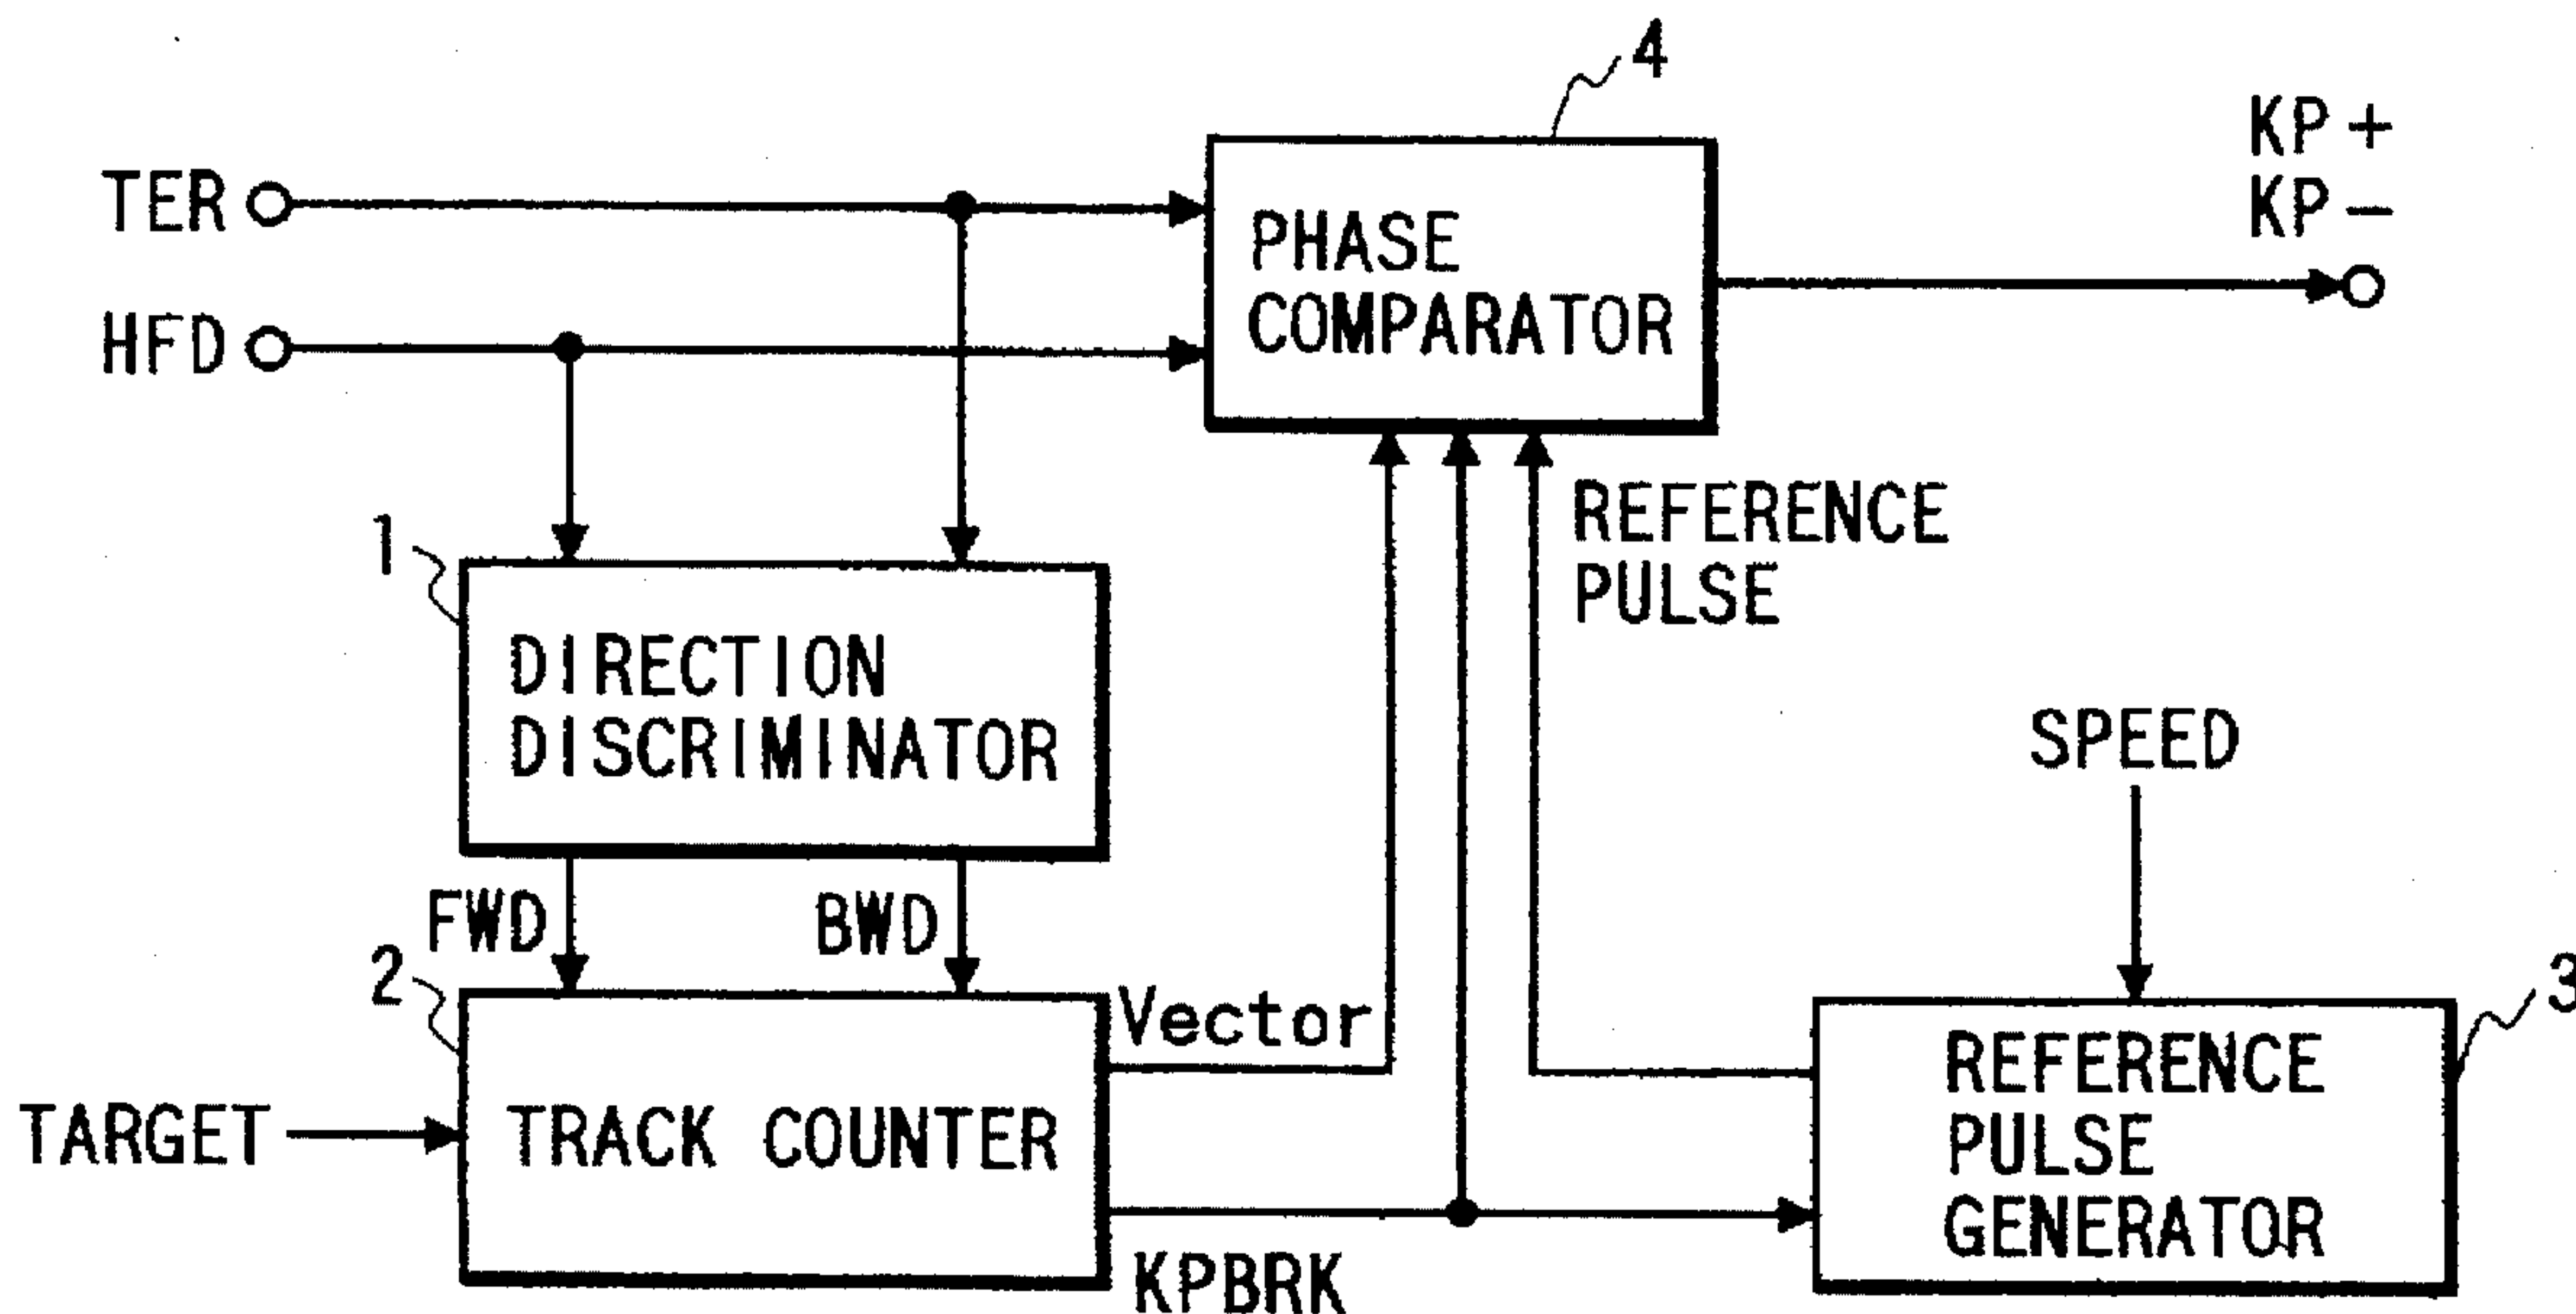 4
KP+
KP−
TER
HFD
PHASE
COMPARATOR
REFERENCE
PULSE
1
DIRECTION
DISCRIMINATOR
SPEED
FWD
BWD
2
Vector
3
TARGET
TRACK COUNTER
REFERENCE
PULSE
GENERATOR
KPBRK